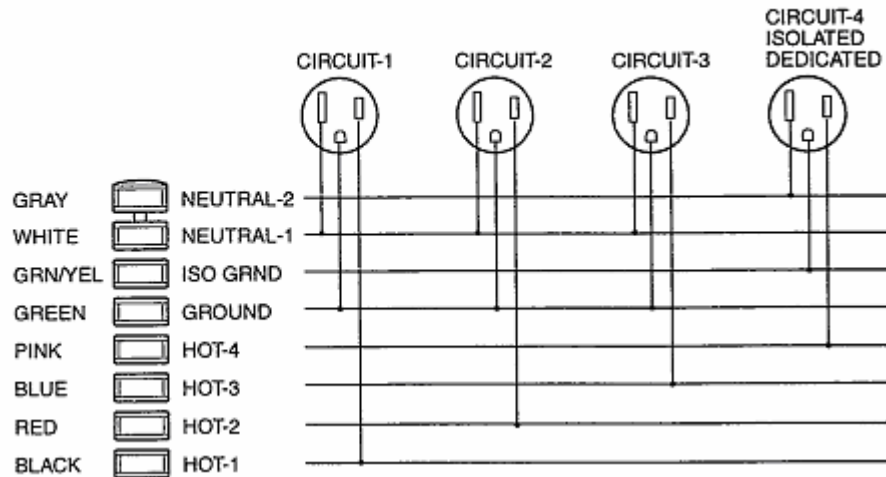 CIRCUIT-1
CIRCUIT-2
CIRCUIT-3
CIRCUIT-4
ISOLATED
DEDICATED
GRAY NEUTRAL-2
WHITE NEUTRAL-1
GRN/YEL ISO GRND
GREEN GROUND
PINK HOT-4
BLUE HOT-3
RED HOT-2
BLACK HOT-1